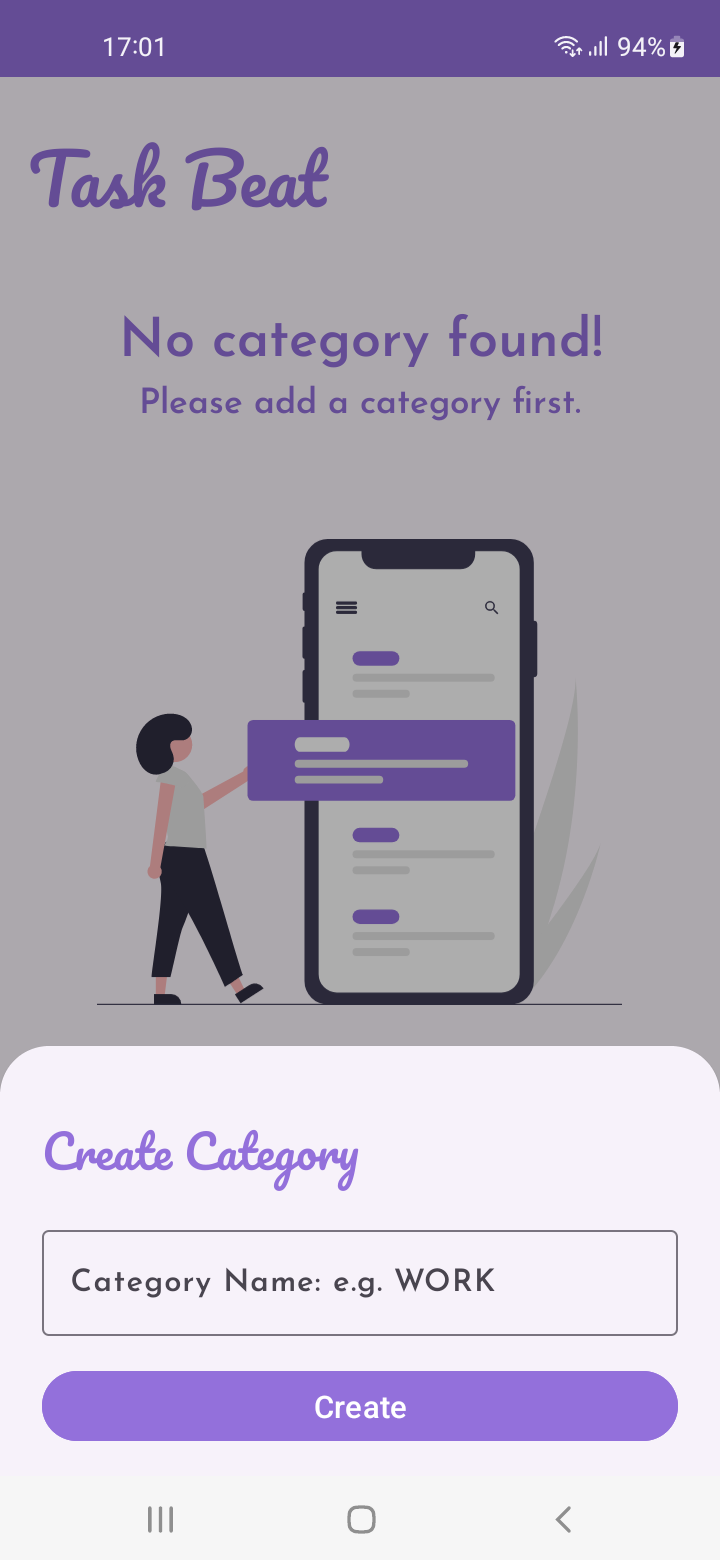 17:01
94%
Task Beat
No category found!
Please add a category first.
Create Category
Category Name: e.g. WORK
Create